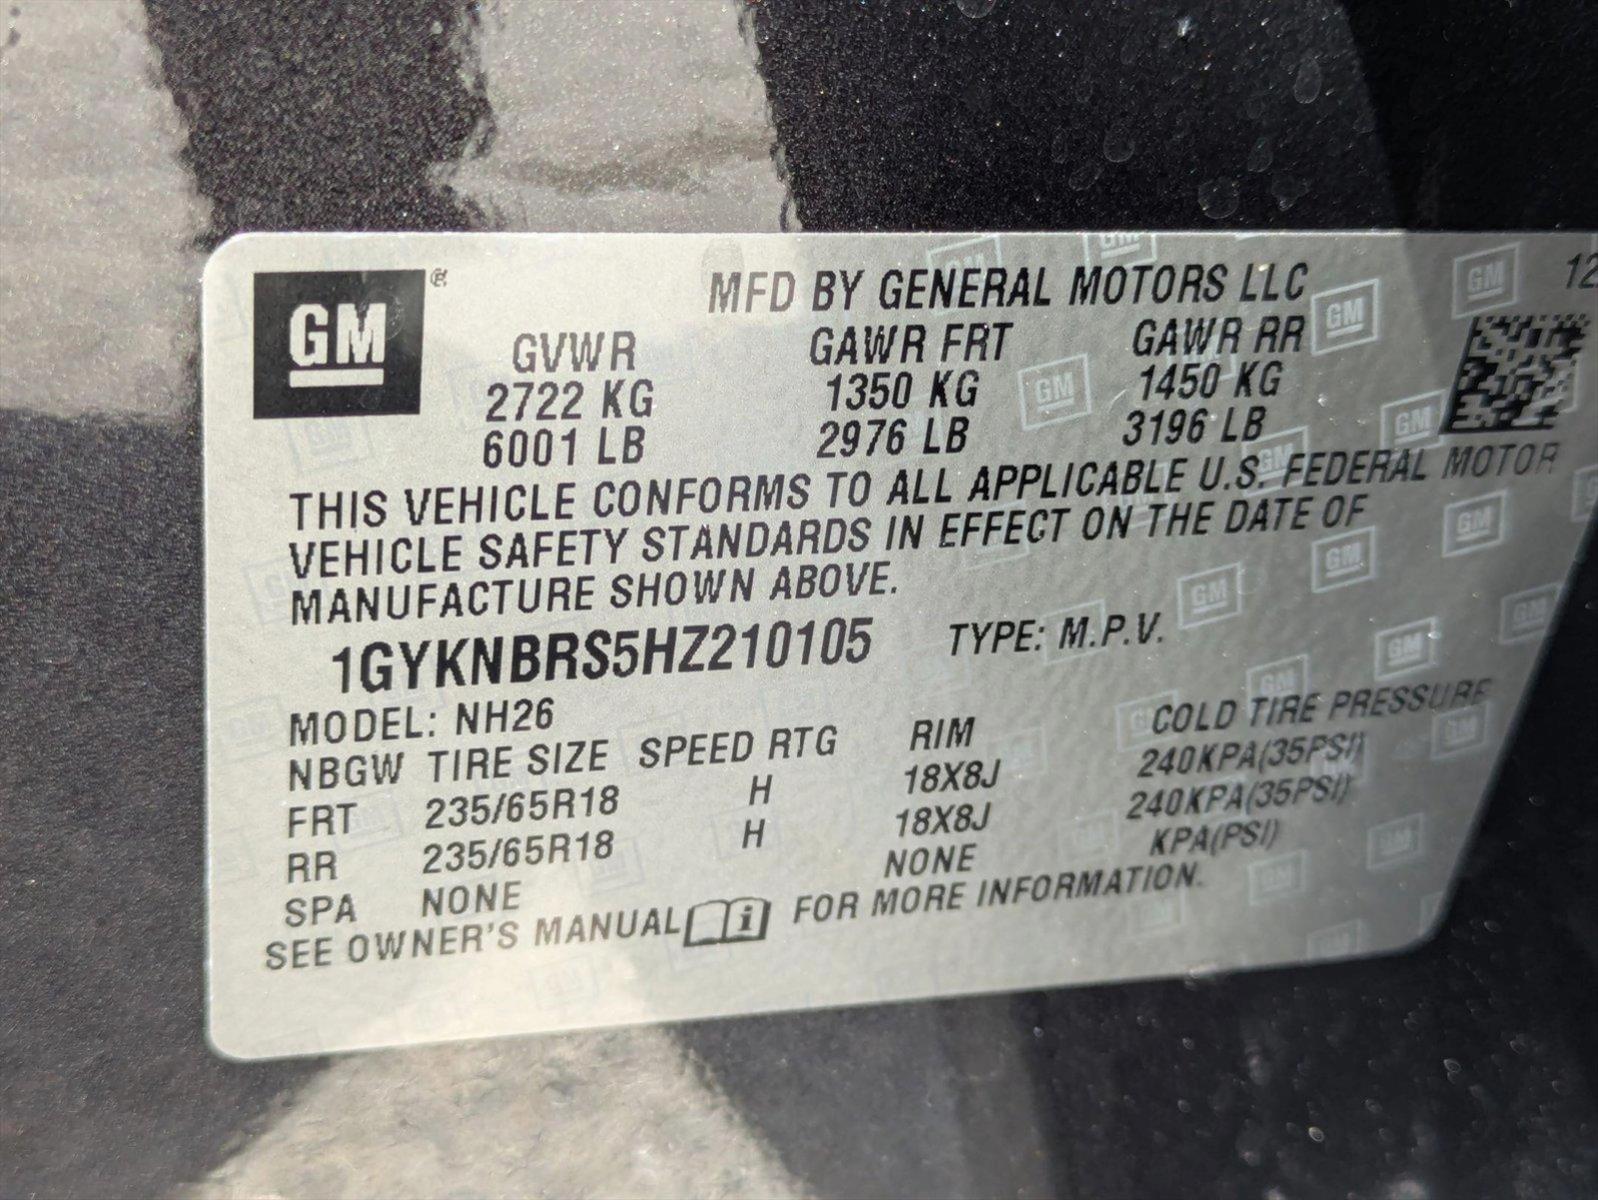 GM®
MFD BY GENERAL MOTORS LLC 12
GVWR GAWR FRT GAWR RR
2722 KG 1350 KG 1450 KG
6001 LB 2976 LB 3196 LB
THIS VEHICLE CONFORMS TO ALL APPLICABLE U.S. FEDERAL MOTOR
VEHICLE SAFETY STANDARDS IN EFFECT ON THE DATE OF
MANUFACTURE SHOWN ABOVE.
1GYKNBRS5HZ210105 TYPE: M.P.V.
MODEL: NH26
NBGW TIRE SIZE SPEED RTG RIM COLD TIRE PRESSURE
FRT 235/65R18 H 18X8J 240KPA(35PSI)
RR 235/65R18 H 18X8J 240KPA(35PSI)
SPA NONE NONE KPA(PSI)
SEE OWNER'S MANUAL i FOR MORE INFORMATION.